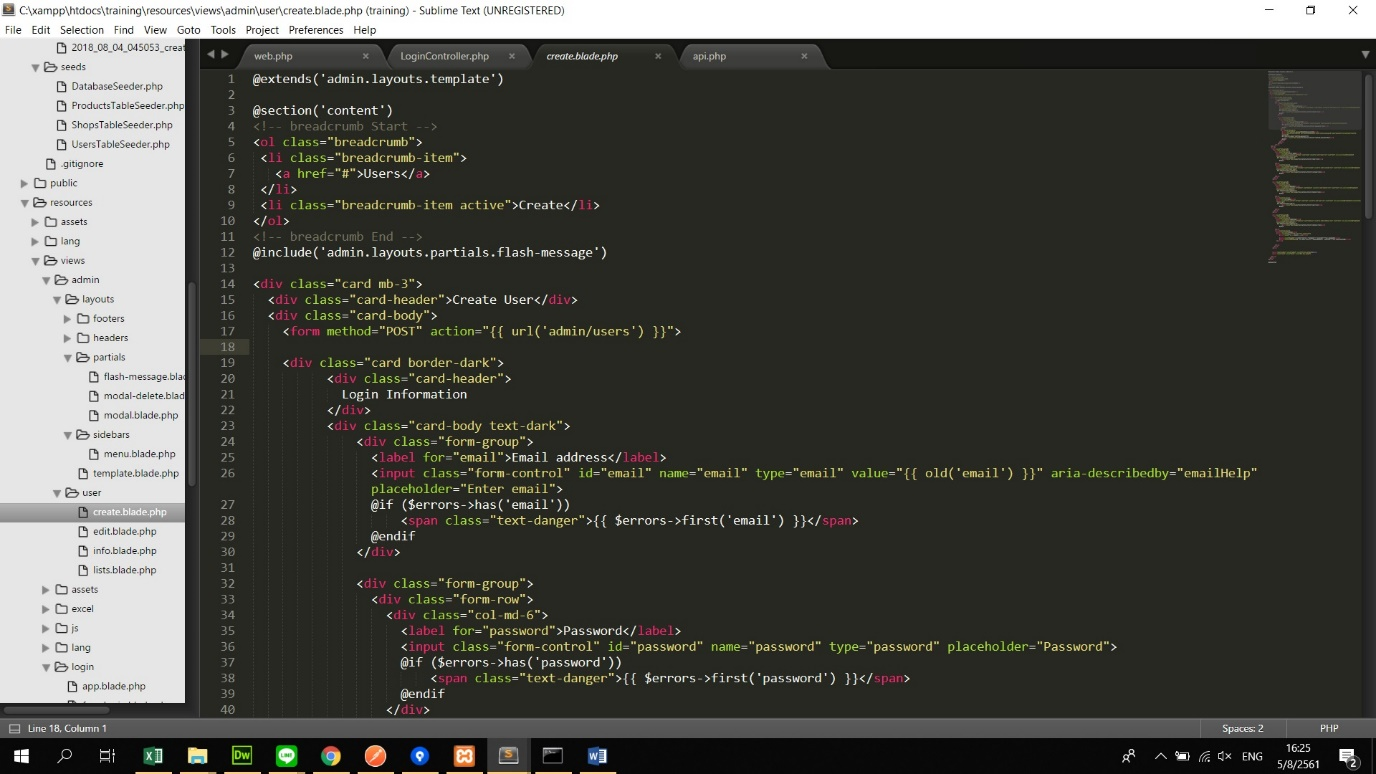 C:\xampp\htdocs\training\resources\views\admin\user\create.blade.php (training) - Sublime Text (UNREGISTERED)
File Edit Selection Find View Goto Tools Project Preferences Help
2018_08_04_045053_creat
seeds
DatabaseSeeder.php
ProductsTableSeeder.php
ShopsTableSeeder.php
UsersTableSeeder.php
.gitignore
public
resources
assets
lang
views
admin
layouts
footers
headers
partials
flash-message.blad
modal-delete.blad
modal.blade.php
sidebars
menu.blade.php
template.blade.php
user
create.blade.php
edit.blade.php
info.blade.php
lists.blade.php
assets
excel
js
lang
login
app.blade.php
web.php LoginController.php create.blade.php api.php
1 @extends('admin.layouts.template')
2
3 @section('content')
4 <!-- breadcrumb Start -->
5 <ol class="breadcrumb">
6 <li class="breadcrumb-item">
7 <a href="#">Users</a>
8 </li>
9 <li class="breadcrumb-item active">Create</li>
10 </ol>
11 <!-- breadcrumb End -->
12 @include('admin.layouts.partials.flash-message')
13
14 <div class="card mb-3">
15 <div class="card-header">Create User</div>
16 <div class="card-body">
17 <form method="POST" action="{{ url('admin/users') }}">
18
19 <div class="card border-dark">
20 <div class="card-header">
21 Login Information
22 </div>
23 <div class="card-body text-dark">
24 <div class="form-group">
25 <label for="email">Email address</label>
26 <input class="form-control" id="email" name="email" type="email" value="{{ old('email') }}" aria-describedby="emailHelp"
placeholder="Enter email">
27 @if ($errors->has('email'))
28 <span class="text-danger">{{ $errors->first('email') }}</span>
29 @endif
30 </div>
31
32 <div class="form-group">
33 <div class="form-row">
34 <div class="col-md-6">
35 <label for="password">Password</label>
36 <input class="form-control" id="password" name="password" type="password" placeholder="Password">
37 @if ($errors->has('password'))
38 <span class="text-danger">{{ $errors->first('password') }}</span>
39 @endif
40 </div>
Line 18, Column 1 Spaces: 2 PHP
Dw
LINE
ENG
16:25
5/8/2561
2